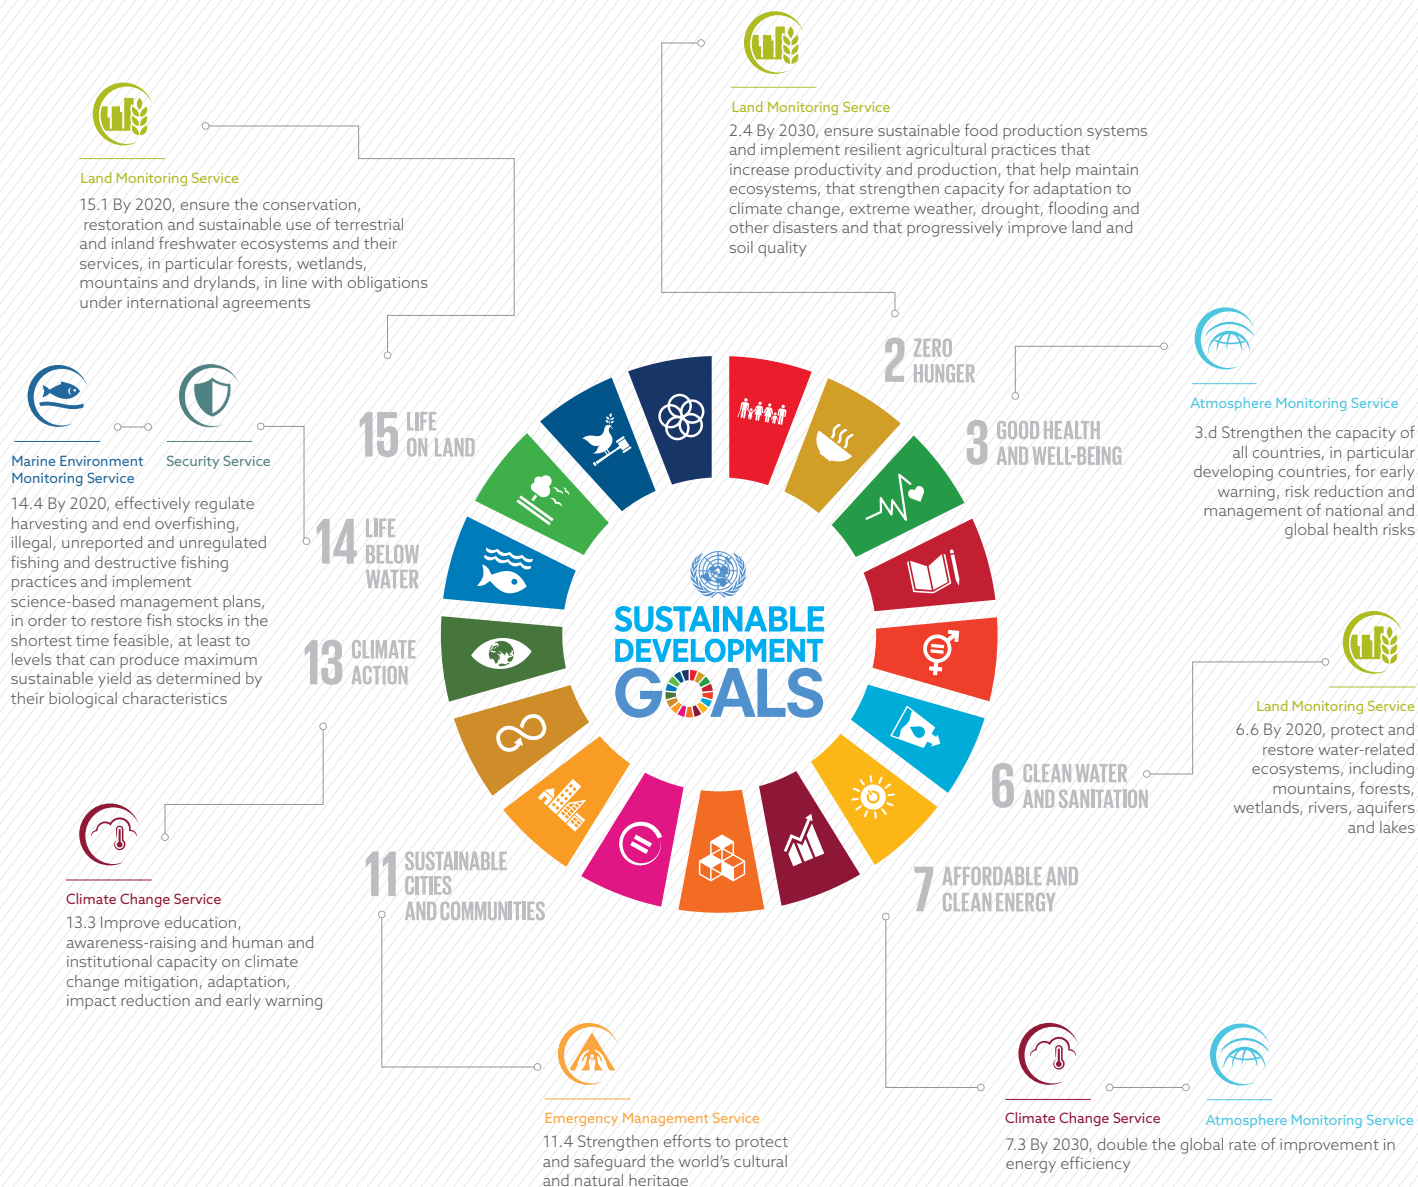 Land Monitoring Service
2.4 By 2030, ensure sustainable food production systems
and implement resilient agricultural practices that
increase productivity and production, that help maintain
ecosystems, that strengthen capacity for adaptation to
climate change, extreme weather, drought, flooding and
other disasters and that progressively improve land and
soil quality
Land Monitoring Service
15.1 By 2020, ensure the conservation,
restoration and sustainable use of terrestrial
and inland freshwater ecosystems and their
services, in particular forests, wetlands,
mountains and drylands, in line with obligations
under international agreements
2 ZERO
HUNGER
Atmosphere Monitoring Service
3.d Strengthen the capacity of
all countries, in particular
developing countries, for early
warning, risk reduction and
management of national and
global health risks
3 GOOD HEALTH
AND WELL-BEING
15 LIFE
ON LAND
Marine Environment
Monitoring Service
Security Service
14.4 By 2020, effectively regulate
harvesting and end overfishing,
illegal, unreported and unregulated
fishing and destructive fishing
practices and implement
science-based management plans,
in order to restore fish stocks in the
shortest time feasible, at least to
levels that can produce maximum
sustainable yield as determined by
their biological characteristics
14 LIFE
BELOW
WATER
13 CLIMATE
ACTION
SUSTAINABLE
DEVELOPMENT
GOALS
Land Monitoring Service
6.6 By 2020, protect and
restore water-related
ecosystems, including
mountains, forests,
wetlands, rivers, aquifers
and lakes
6 CLEAN WATER
AND SANITATION
11 SUSTAINABLE
CITIES
AND COMMUNITIES
7 AFFORDABLE AND
CLEAN ENERGY
Climate Change Service
13.3 Improve education,
awareness-raising and human and
institutional capacity on climate
change mitigation, adaptation,
impact reduction and early warning
Emergency Management Service
11.4 Strengthen efforts to protect
and safeguard the world's cultural
and natural heritage
Climate Change Service
Atmosphere Monitoring Service
7.3 By 2030, double the global rate of improvement in
energy efficiency